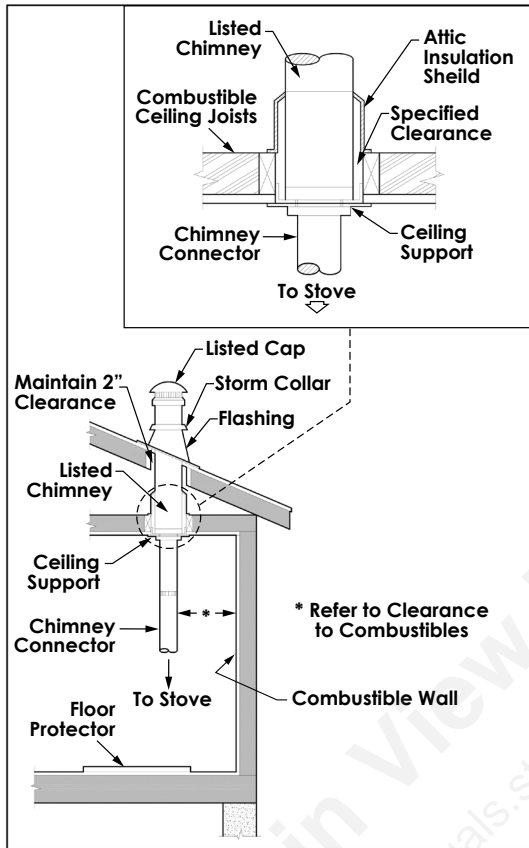 Listed
Chimney
Attic
Insulation
Sheild
Combustible
Ceiling Joists
Specified
Clearance
Chimney
Connector
Ceiling
Support
To Stove
Listed Cap
Maintain 2"
Clearance
Storm Collar
Flashing
Listed
Chimney
Ceiling
Support
*
* Refer to Clearance
to Combustibles
Chimney
Connector
To Stove
Combustible Wall
Floor
Protector